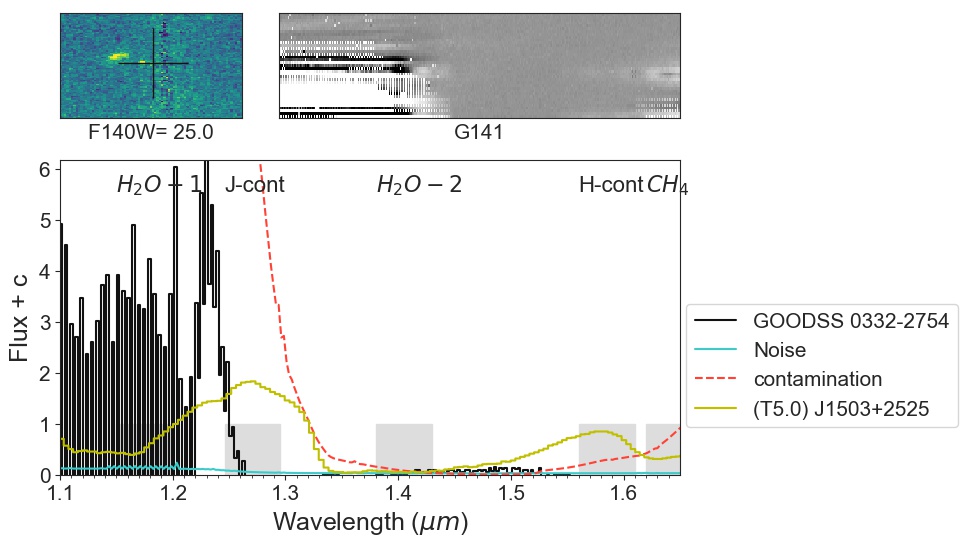 F140W= 25.0
G141
H₂O − 1
J-cont
H₂O − 2
H-cont
CH₄
6
5
4
3
2
1
0
Flux + c
1.1
1.2
1.3
1.4
1.5
1.6
Wavelength (μm)
GOODSS 0332-2754
Noise
contamination
(T5.0) J1503+2525